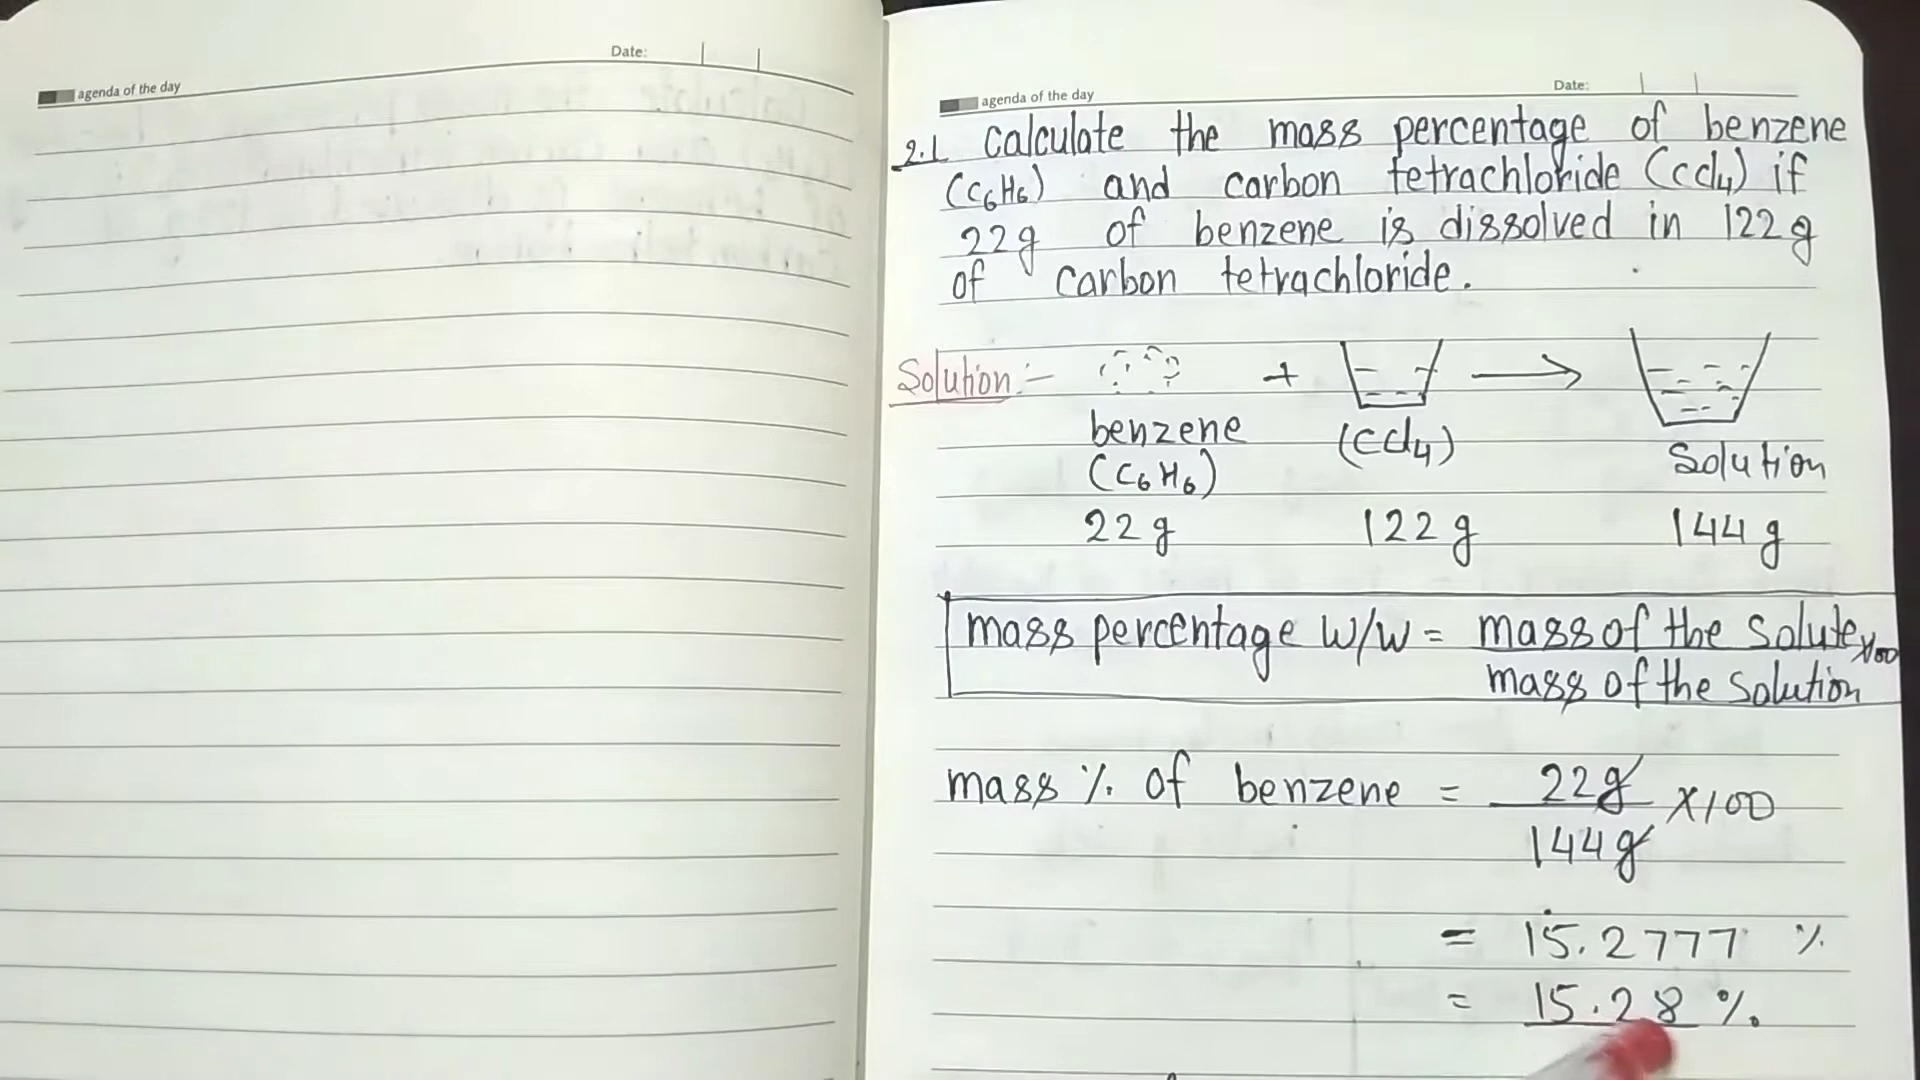 Date:
agenda of the day
Date:
agenda of the day
2.1 Calculate the mass percentage of benzene
(C6H6) and carbon tetrachloride (CCl4) if
22g of benzene is dissolved in 122g
of carbon tetrachloride.
Solution:- + →
benzene (CCl4) Solution
(C6H6)
22g 122g 144g
mass percentage W/W = mass of the solute x100
mass of the solution
mass % of benzene = 22g x100
144g
= 15.2777 %
= 15.28 %.